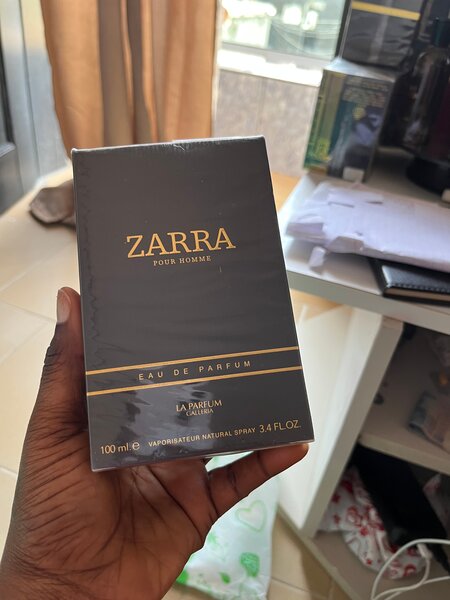 ZARRA
POUR HOMME
EAU DE PARFUM
LA PARFUM
GALLERIA
100 ml.e VAPORISATEUR NATURAL SPRAY 3.4 FL.OZ.